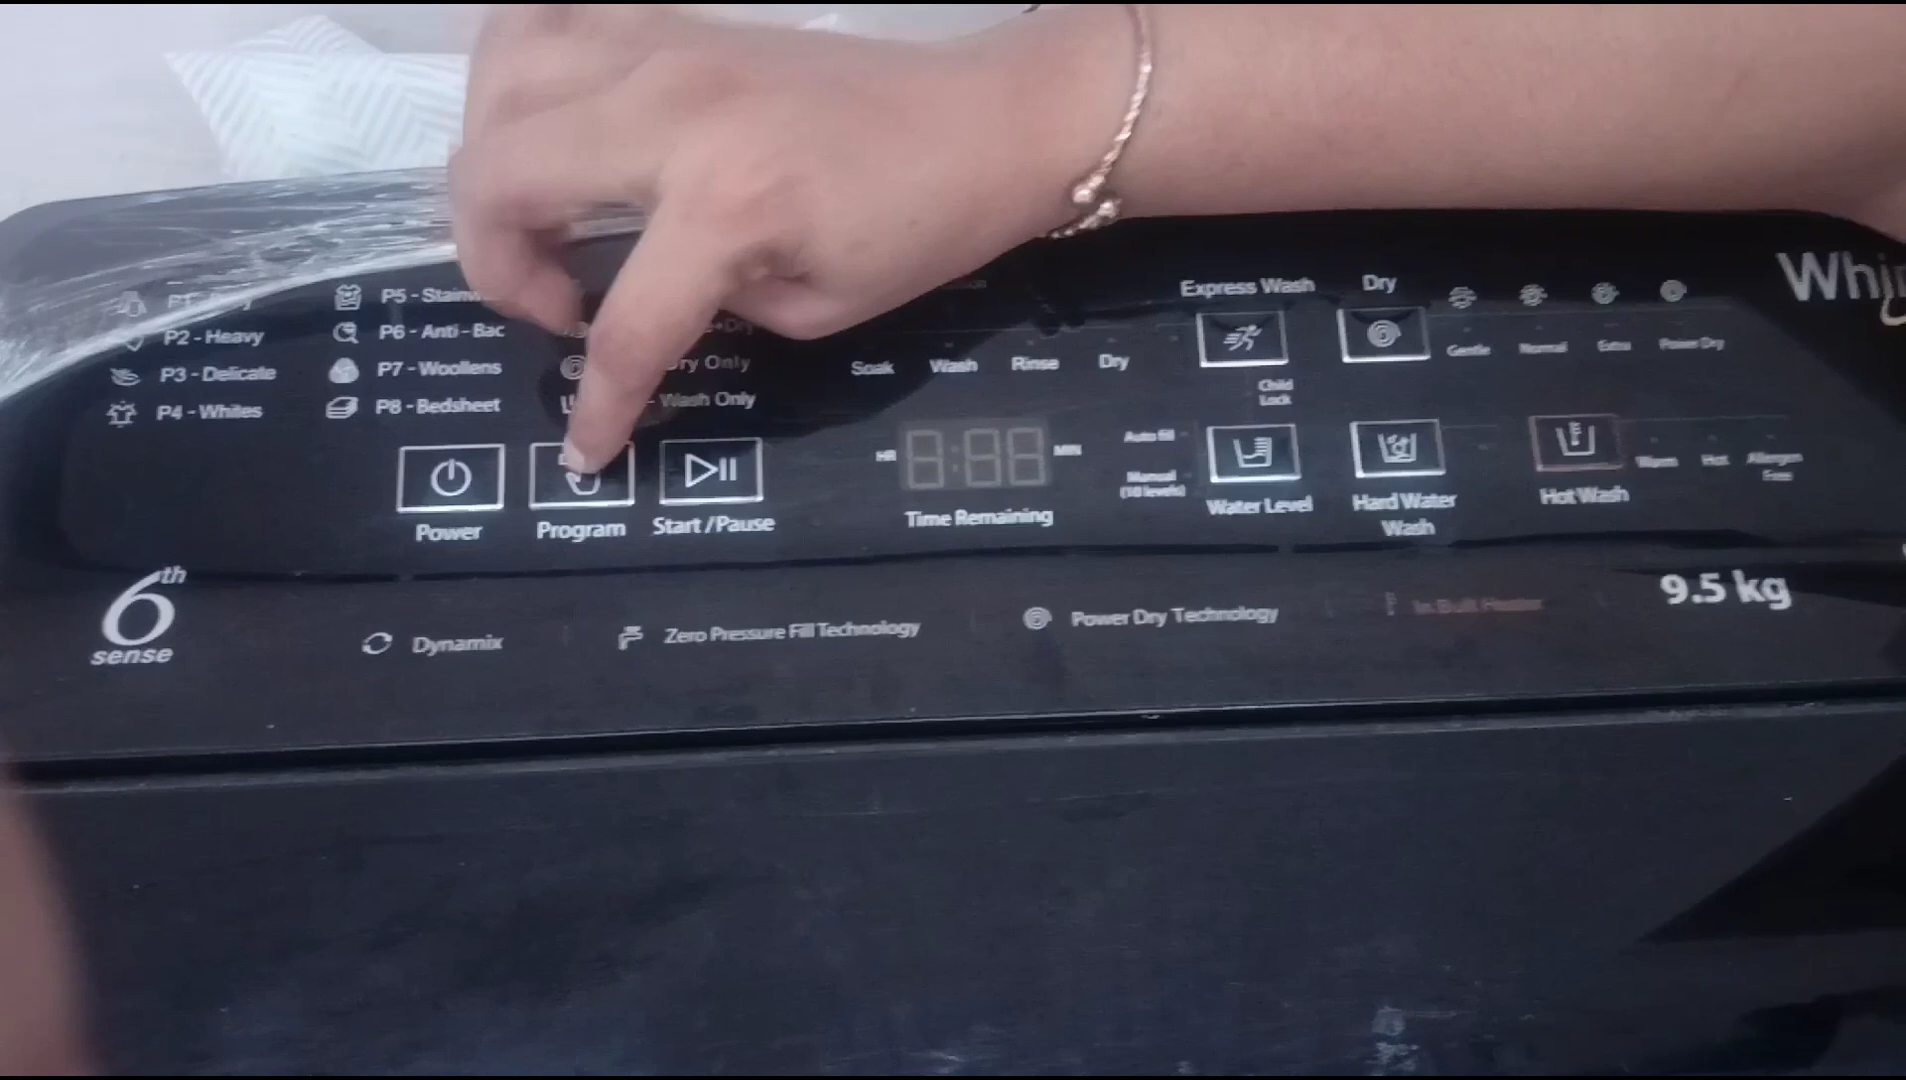 P2 - Heavy
P3 - Delicate
P4 - Whites
P5 -
P6 - Anti - Bac
P7 - Woollens
P8 - Bedsheet
Dry Only
- Wash Only
Power
Program
Start / Pause
Soak
Wash
Rinse
Dry
HR
8:88
MIN
Time Remaining
Express Wash
Dry
Gentle
Normal
Extra
Power Dry
Child
Lock
Auto fill
Manual
(10 levels)
Water Level
Hard Water
Wash
Hot Wash
Warm
Hot
Allergen
Free
6th
sense
Dynamix
Zero Pressure Fill Technology
Power Dry Technology
In Built Heater
9.5 kg